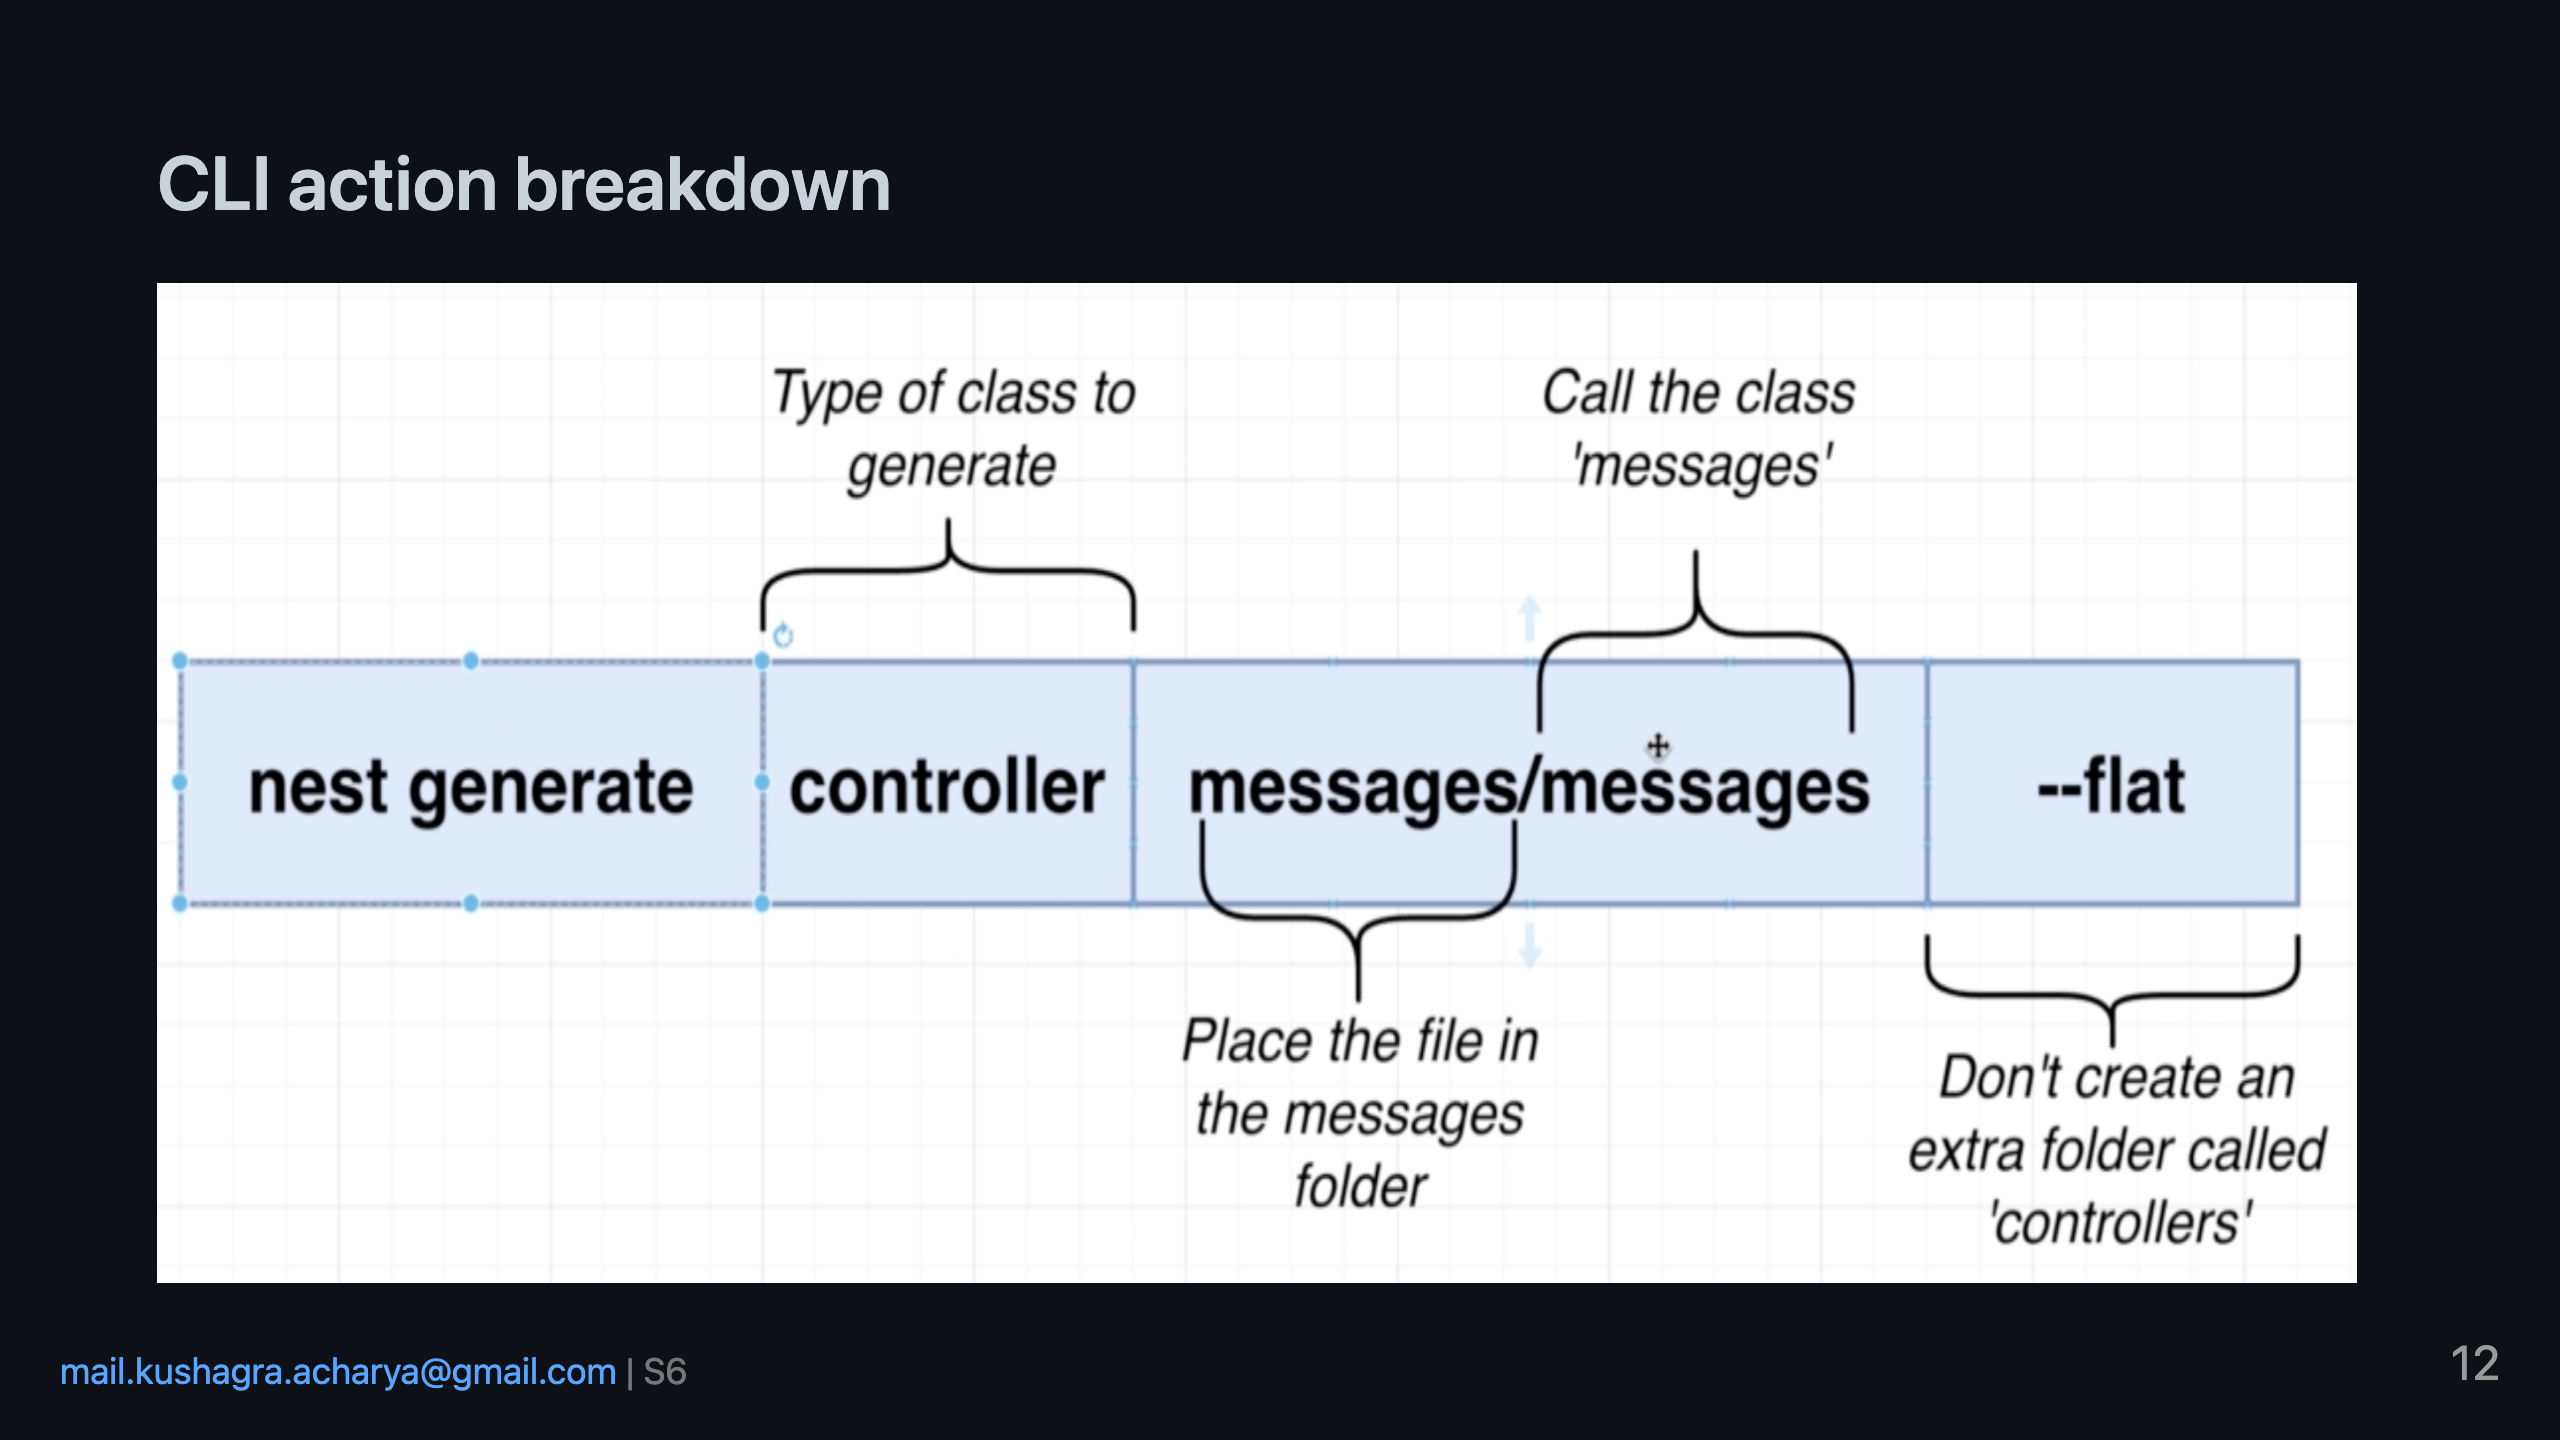 CLI action breakdown
Type of class to
generate
Call the class
'messages'
nest generate
controller
messages/messages
--flat
Place the file in
the messages
folder
Don't create an
extra folder called
'controllers'
mail.kushagra.acharya@gmail.com | S6
12